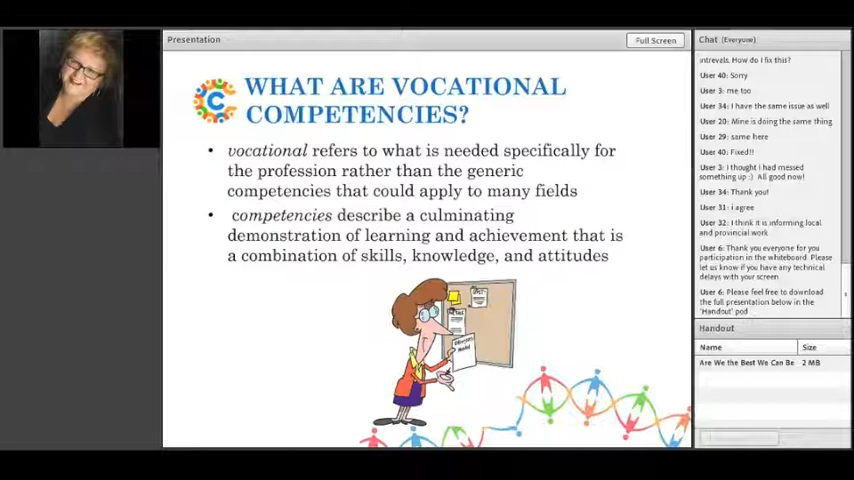 Presentation
Full Screen
WHAT ARE VOCATIONAL
COMPETENCIES?
• vocational refers to what is needed specifically for
the profession rather than the generic
competencies that could apply to many fields
• competencies describe a culminating
demonstration of learning and achievement that is
a combination of skills, knowledge, and attitudes
Chat (Everyone)
intrevals. How do I fix this?
User 40: Sorry
User 3: me too
User 34: I have the same issue as well
User 20: Mine is doing the same thing
User 29: same here
User 40: Fixed!!
User 3: I thought I had messed
something up :) All good now!
User 34: Thank you!
User 31: i agree
User 32: I think it is informing local
and provincial work
User 6: Thank you everyone for you
participation in the whiteboard Please
let us know if you have any technical
delays with your screen
User 6: Please feel free to download
the full presentation below in the
'Handout' pod
Handout
Name Size
Are We the Best We Can Be 2 MB